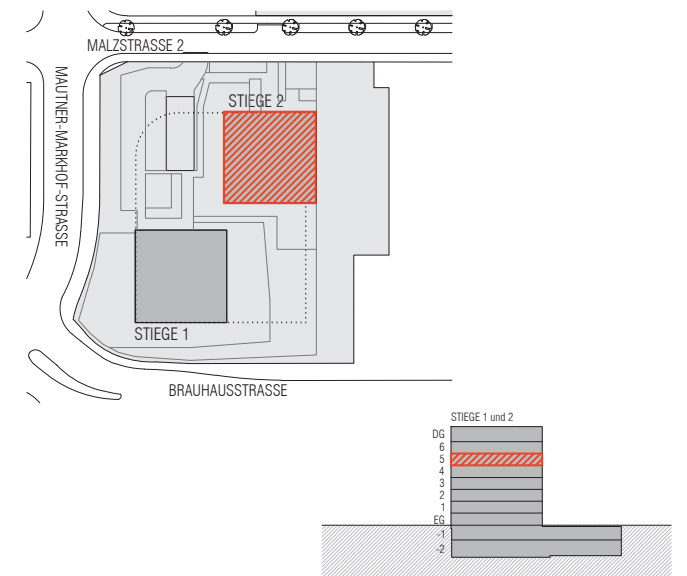 MALZSTRASSE 2
MAUTNER-MARKHOF-STRASSE
STIEGE 2
STIEGE 1
BRAUHAUSSTRASSE
STIEGE 1 und 2
DG
6
5
4
3
2
1
EG
-1
-2